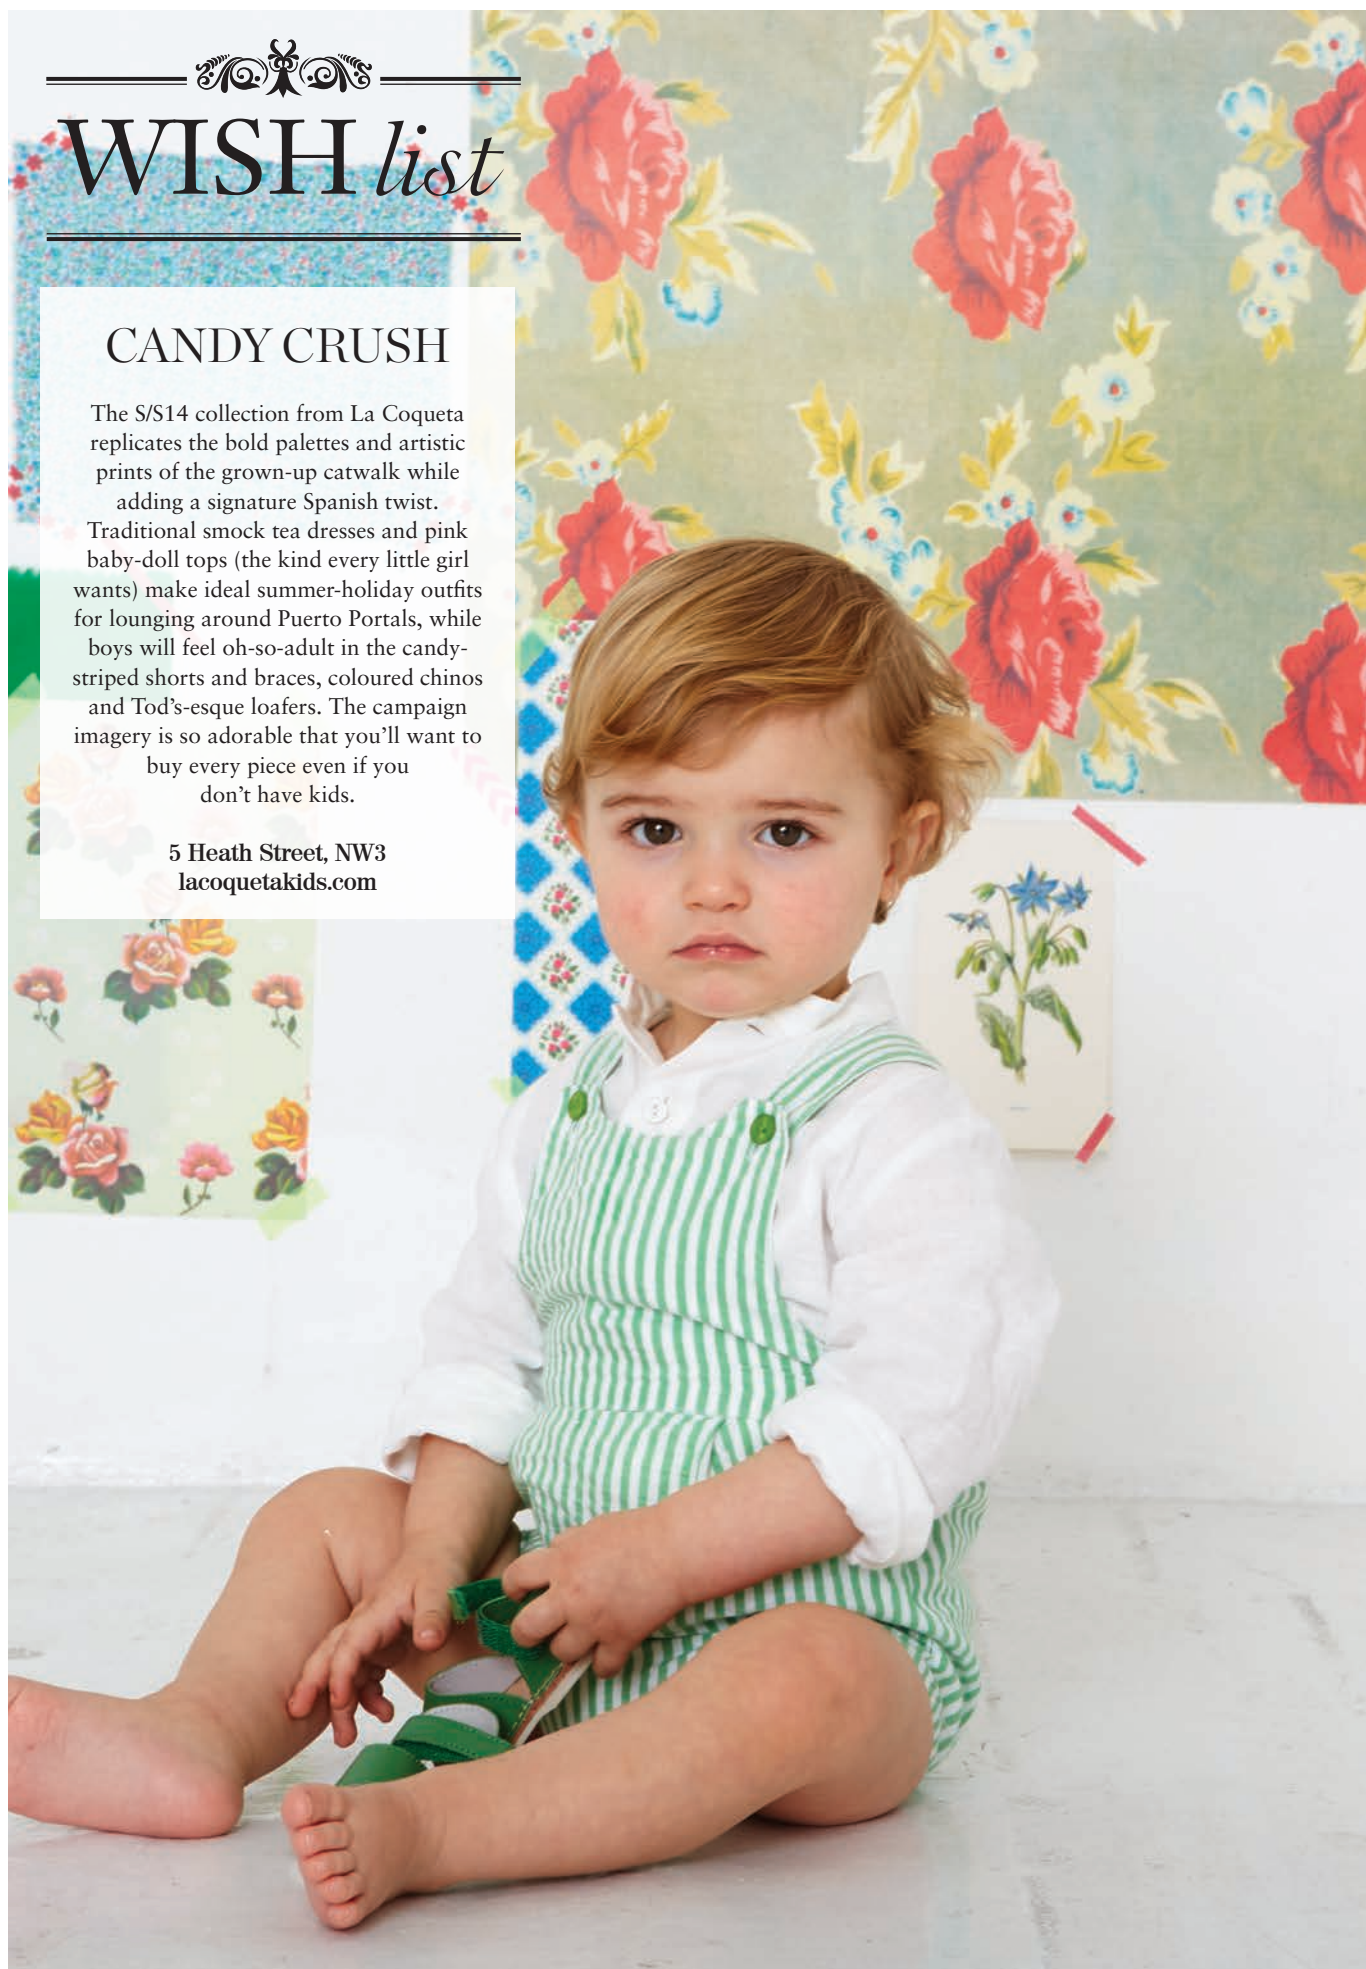 WISH list
CANDY CRUSH
The S/S14 collection from La Coqueta
replicates the bold palettes and artistic
prints of the grown-up catwalk while
adding a signature Spanish twist.
Traditional smock tea dresses and pink
baby-doll tops (the kind every little girl
wants) make ideal summer-holiday outfits
for lounging around Puerto Portals, while
boys will feel oh-so-adult in the candy-
striped shorts and braces, coloured chinos
and Tod’s-esque loafers. The campaign
imagery is so adorable that you’ll want to
buy every piece even if you
don’t have kids.
5 Heath Street, NW3
lacoquetakids.com